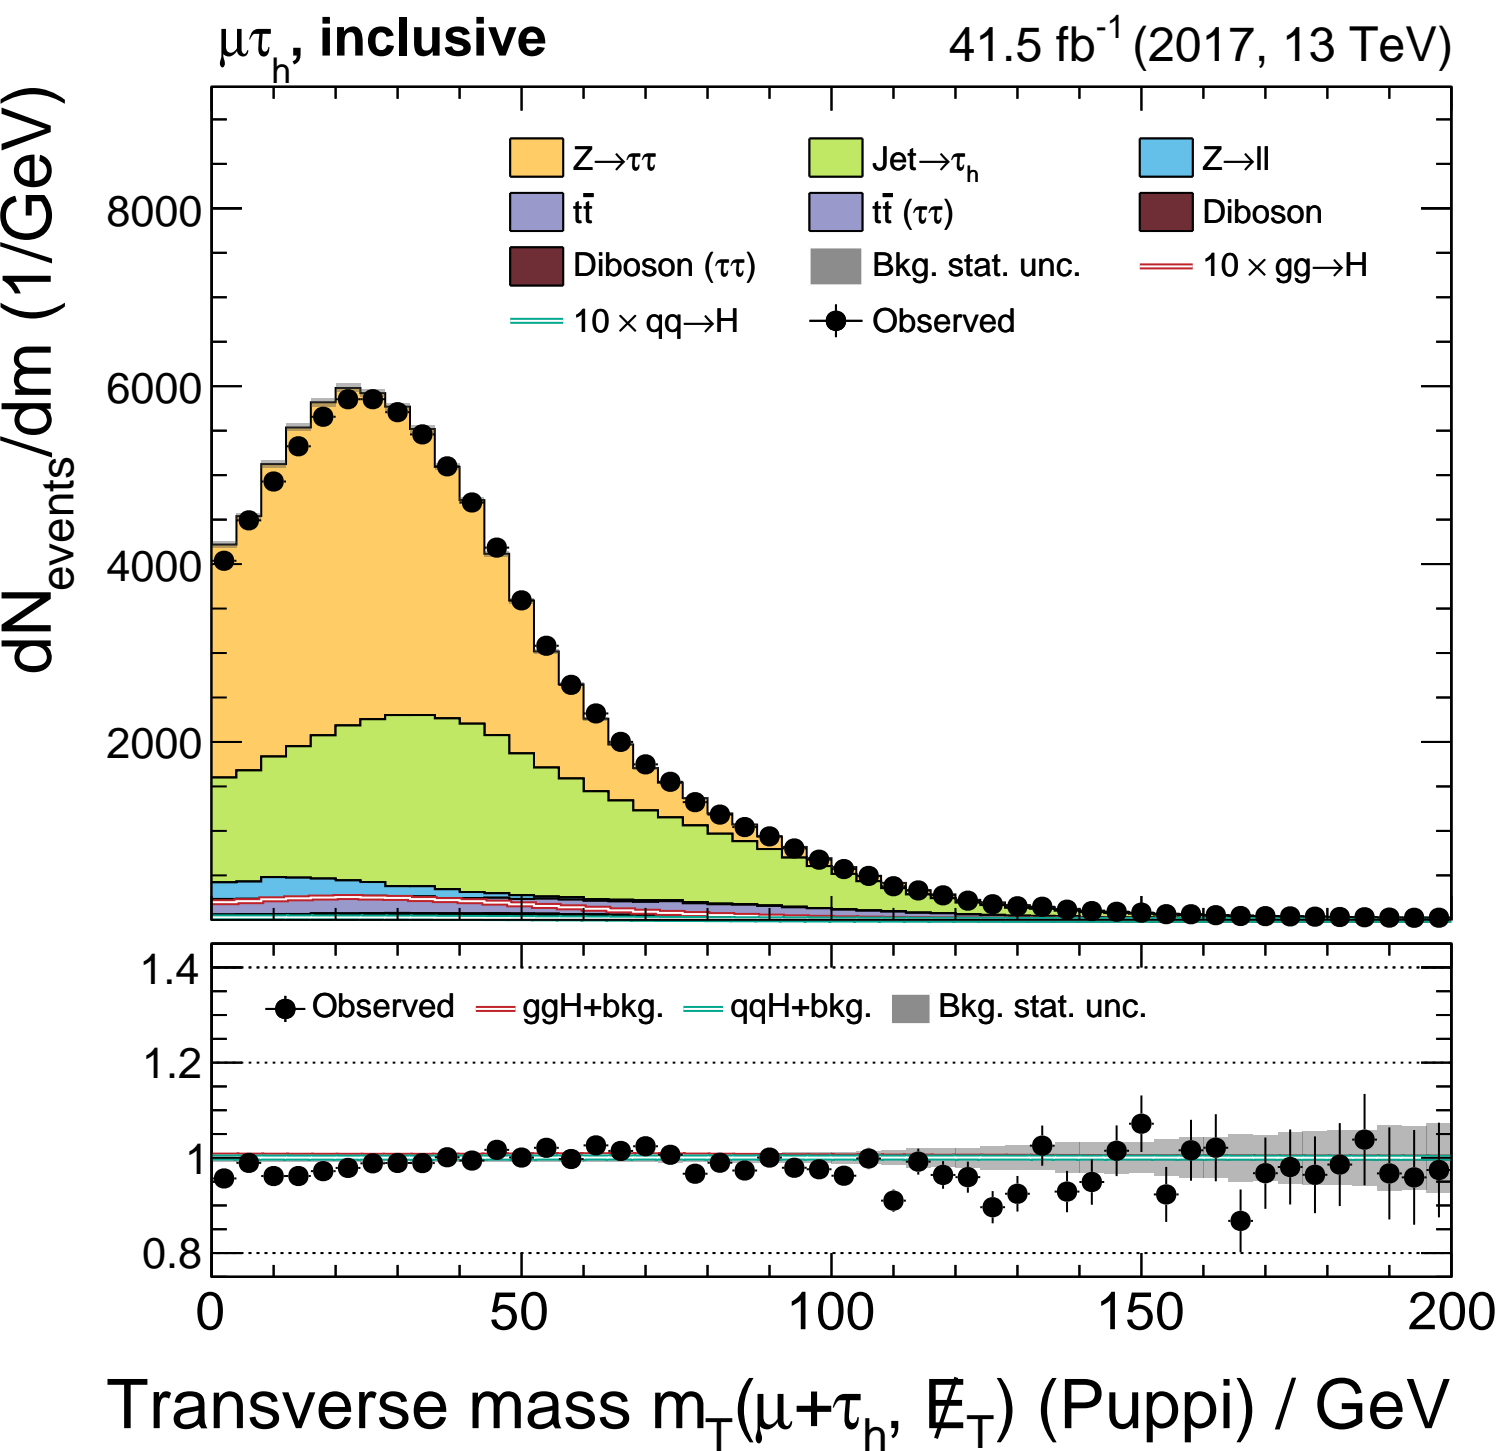 μτh, inclusive 41.5 fb-1 (2017, 13 TeV)
dNevents/dm (1/GeV)
Z→ττ Jet→τh Z→ll
tt̄ tt̄ (ττ) Diboson
Diboson (ττ) Bkg. stat. unc. 10 × gg→H
10 × qq→H Observed
8000
6000
4000
2000
1.4
Observed ggH+bkg. qqH+bkg. Bkg. stat. unc.
1.2
1
0.8
0 50 100 150 200
Transverse mass mT(μ+τh, E̸T) (Puppi) / GeV